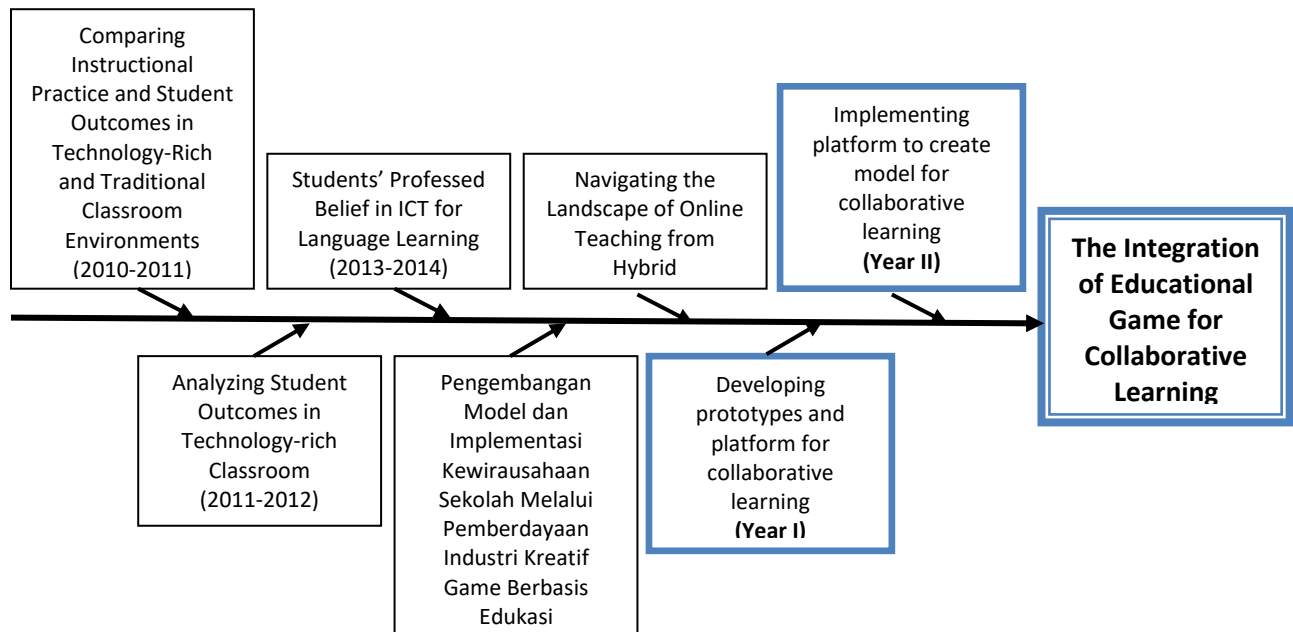 Comparing
Instructional
Practice and Student
Outcomes in
Technology-Rich
and Traditional
Classroom
Environments
(2010-2011)
Students’ Professed
Belief in ICT for
Language Learning
(2013-2014)
Navigating the
Landscape of Online
Teaching from
Hybrid
Implementing
platform to create
model for
collaborative
learning
(Year II)
Analyzing Student
Outcomes in
Technology-rich
Classroom
(2011-2012)
Pengembangan
Model dan
Implementasi
Kewirausahaan
Sekolah Melalui
Pemberdayaan
Industri Kreatif
Game Berbasis
Edukasi
Developing
prototypes and
platform for
collaborative
learning
(Year I)
The Integration
of Educational
Game for
Collaborative
Learning